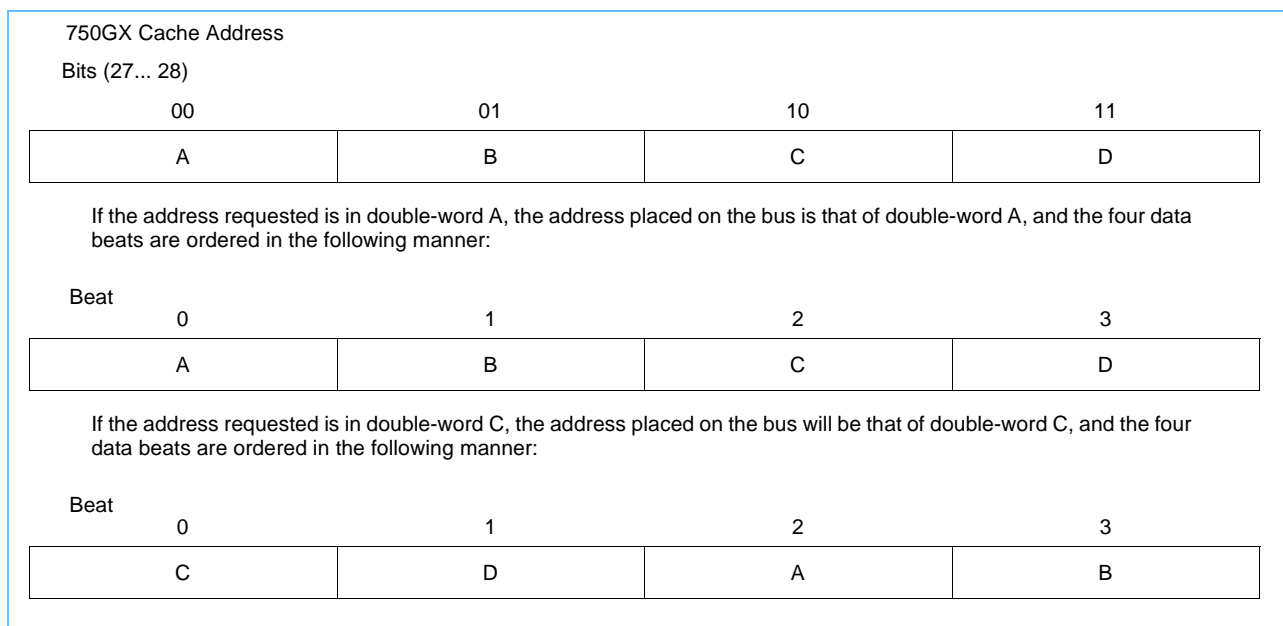 750GX Cache Address
Bits (27... 28)
00 01 10 11
A B C D
If the address requested is in double-word A, the address placed on the bus is that of double-word A, and the four data
beats are ordered in the following manner:
Beat
0 1 2 3
A B C D
If the address requested is in double-word C, the address placed on the bus will be that of double-word C, and the four
data beats are ordered in the following manner:
Beat
0 1 2 3
C D A B